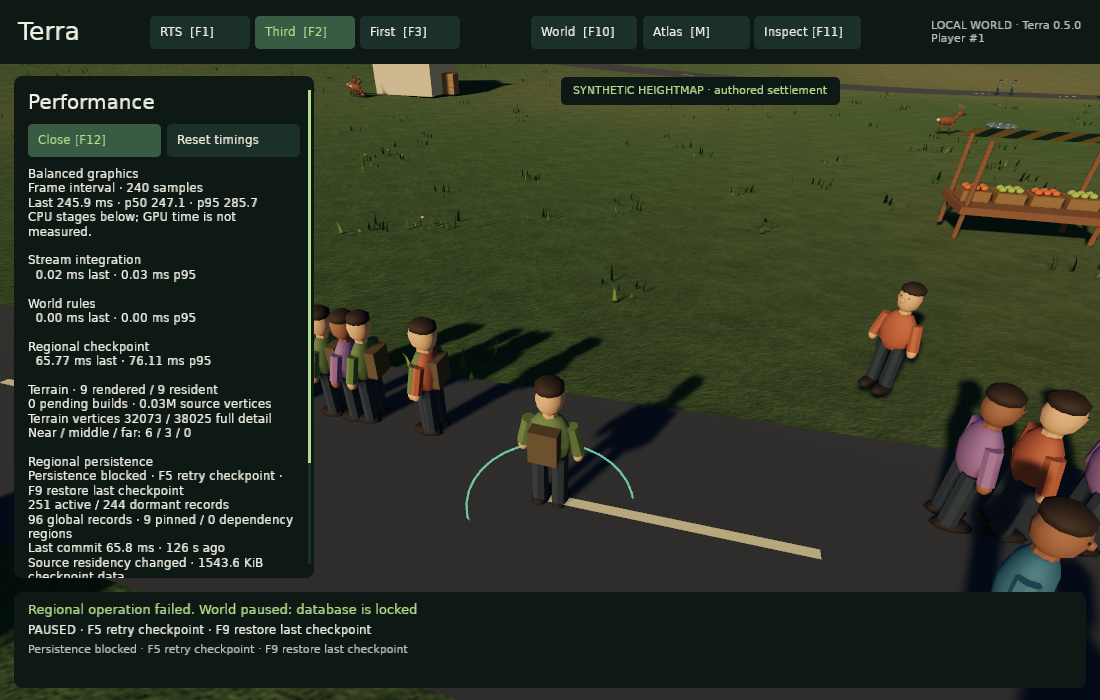 Terra
RTS [F1]
Third [F2]
First [F3]
World [F10]
Atlas [M]
Inspect [F11]
LOCAL WORLD · Terra 0.5.0
Player #1
SYNTHETIC HEIGHTMAP · authored settlement
Performance
Close [F12]
Reset timings
Balanced graphics
Frame interval · 240 samples
Last 245.9 ms · p50 247.1 · p95 285.7
CPU stages below; GPU time is not
measured.
Stream integration
0.02 ms last · 0.03 ms p95
World rules
0.00 ms last · 0.00 ms p95
Regional checkpoint
65.77 ms last · 76.11 ms p95
Terrain · 9 rendered / 9 resident
0 pending builds · 0.03M source vertices
Terrain vertices 32073 / 38025 full detail
Near / middle / far: 6 / 3 / 0
Regional persistence
Persistence blocked · F5 retry checkpoint ·
F9 restore last checkpoint
251 active / 244 dormant records
96 global records · 9 pinned / 0 dependency
regions
Last commit 65.8 ms · 126 s ago
Source residency changed · 1543.6 KiB
checkpoint data
Regional operation failed. World paused: database is locked
PAUSED · F5 retry checkpoint · F9 restore last checkpoint
Persistence blocked · F5 retry checkpoint · F9 restore last checkpoint